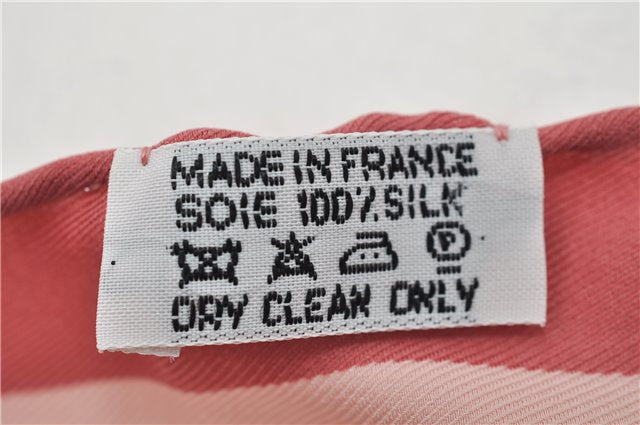 MADE IN FRANCE
SOIE 100% SILK
P
DRY CLEAN ONLY